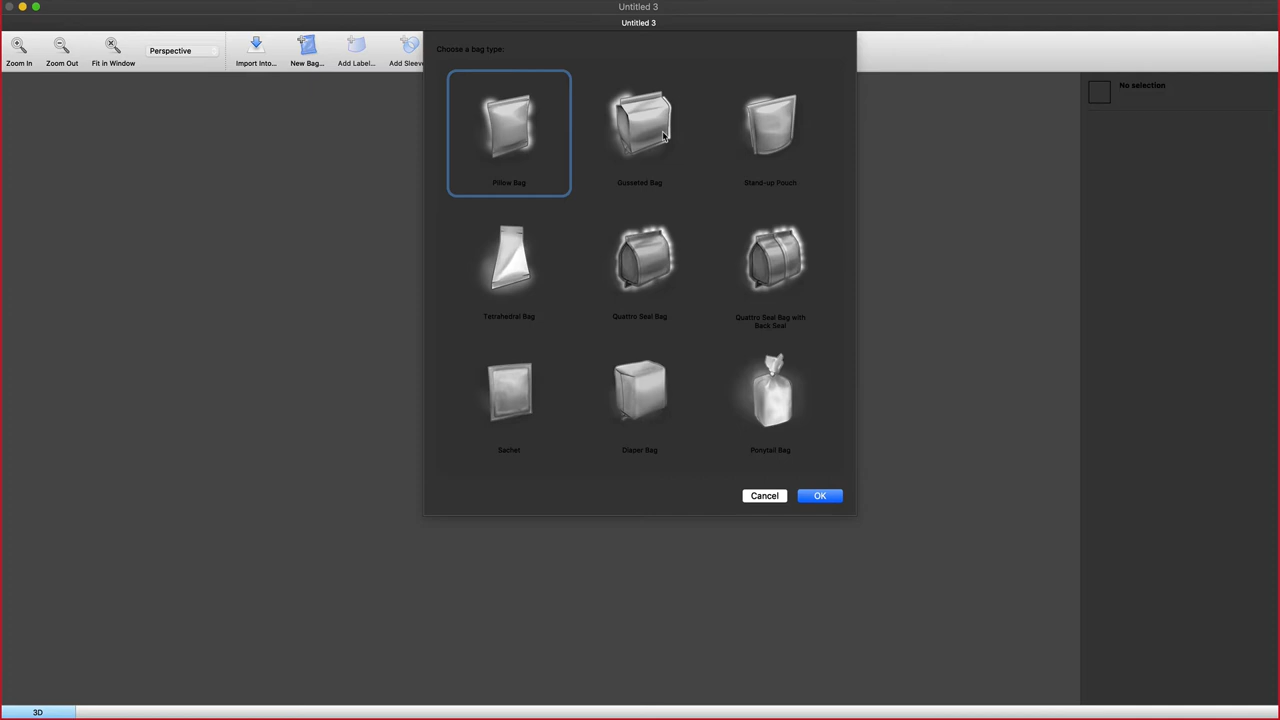 Untitled 3
Untitled 3
Zoom In
Zoom Out
Fit in Window
Perspective
Import Into...
New Bag...
Add Label...
Add Sleev
Choose a bag type:
No selection
Pillow Bag
Gusseted Bag
Stand-up Pouch
Tetrahedral Bag
Quattro Seal Bag
Quattro Seal Bag with
Back Seal
Sachet
Diaper Bag
Ponytail Bag
Cancel
OK
3D